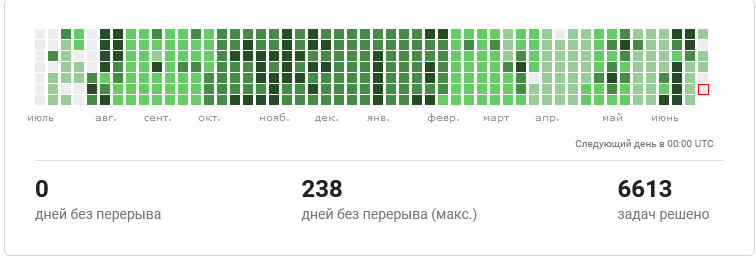 июль авг. сент. окт. нояб. дек. янв. февр. март апр. май июнь
Следующий день в 00:00 UTC
0 238 6613
дней без перерыва дней без перерыва (макс.) задач решено